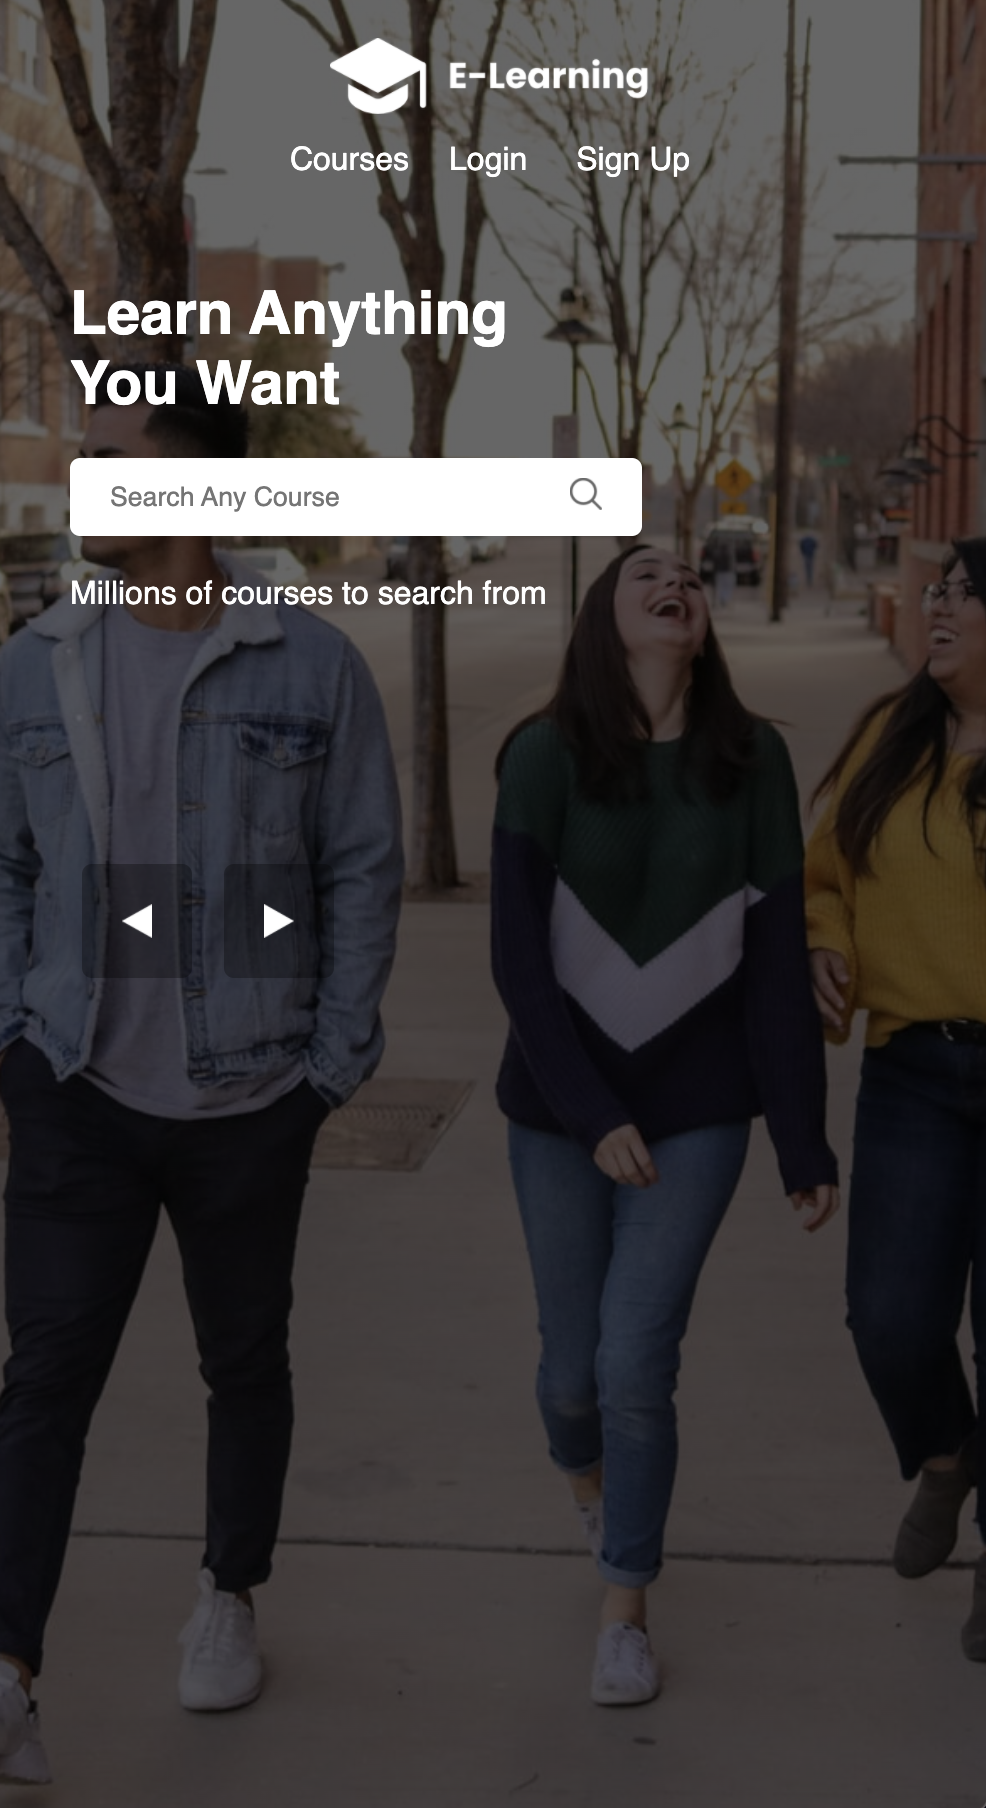 E-Learning
Courses Login Sign Up
Learn Anything
You Want
Search Any Course
Millions of courses to search from